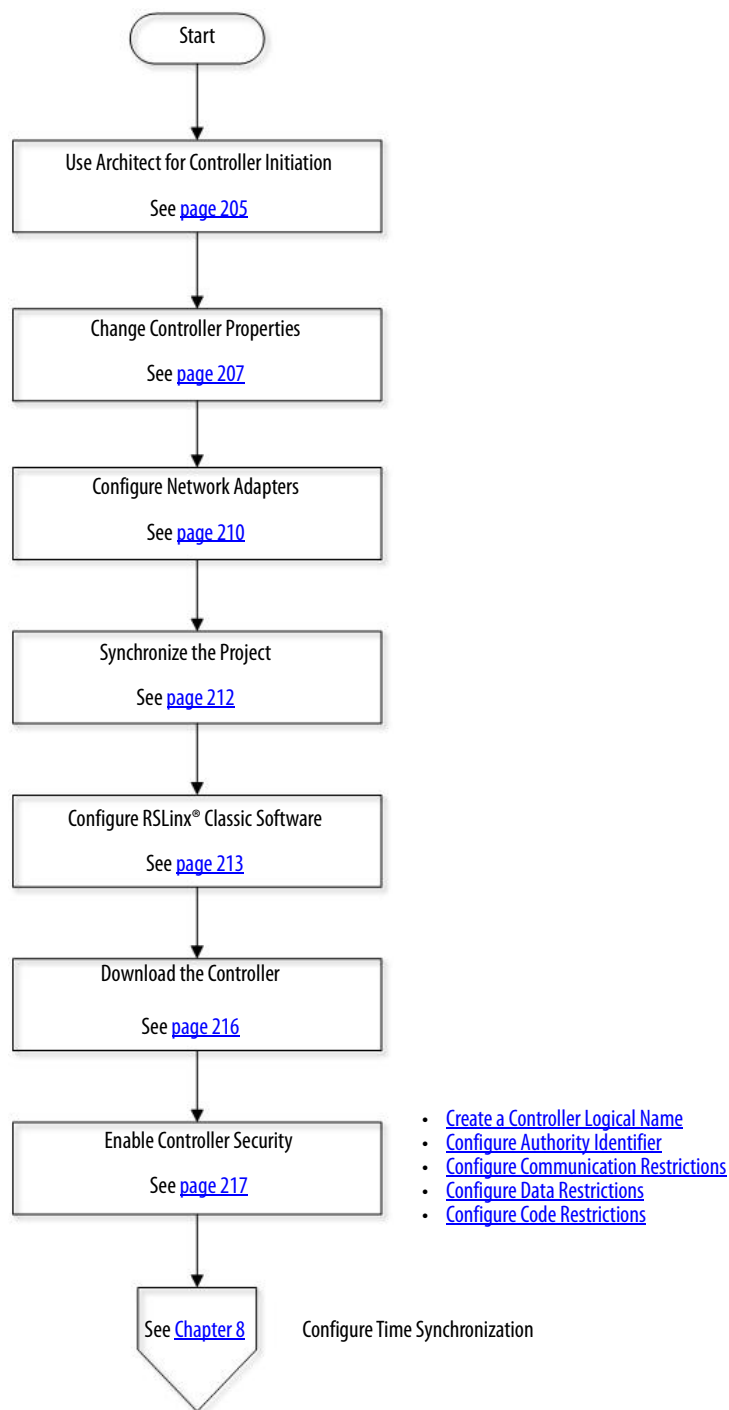 Start
Use Architect for Controller Initiation
See page 205
Change Controller Properties
See page 207
Configure Network Adapters
See page 210
Synchronize the Project
See page 212
Configure RSLinx® Classic Software
See page 213
Download the Controller
See page 216
Enable Controller Security
See page 217
• Create a Controller Logical Name
• Configure Authority Identifier
• Configure Communication Restrictions
• Configure Data Restrictions
• Configure Code Restrictions
See Chapter 8
Configure Time Synchronization